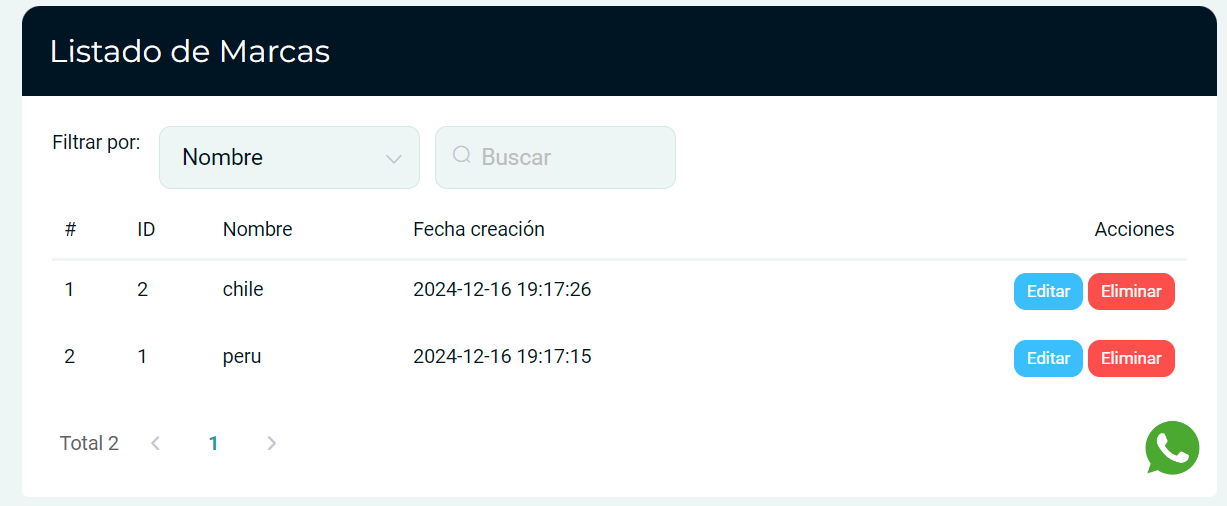 Listado de Marcas
Filtrar por: Nombre Buscar
# ID Nombre Fecha creación Acciones
1 2 chile 2024-12-16 19:17:26 Editar Eliminar
2 1 peru 2024-12-16 19:17:15 Editar Eliminar
Total 2 1